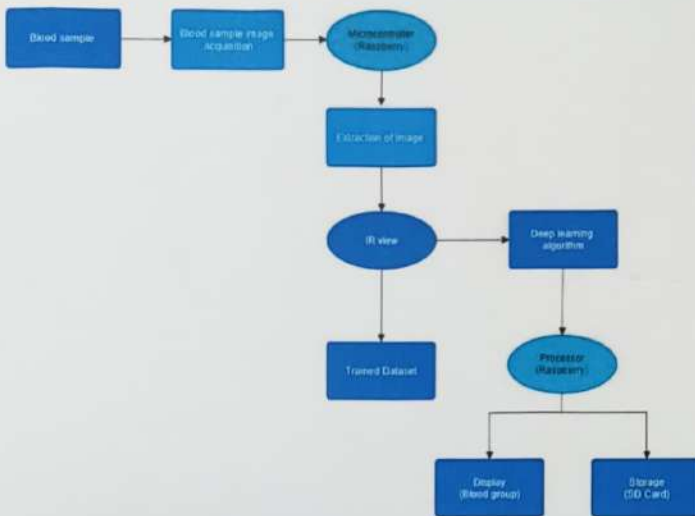 Blood sample
Blood sample image
acquisition
Microcontroller
(Raspberry)
Extraction of image
IR view
Deep learning
algorithm
Trained Dataset
Processor
(Raspberry)
Display
(Blood group)
Storage
(SD Card)